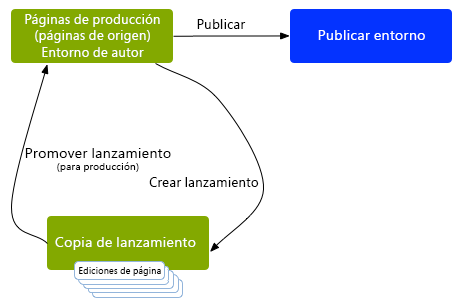 Páginas de producción
(páginas de origen)
Entorno de autor
Publicar
Publicar entorno
Promover lanzamiento
(para producción)
Crear lanzamiento
Copia de lanzamiento
Ediciones de página